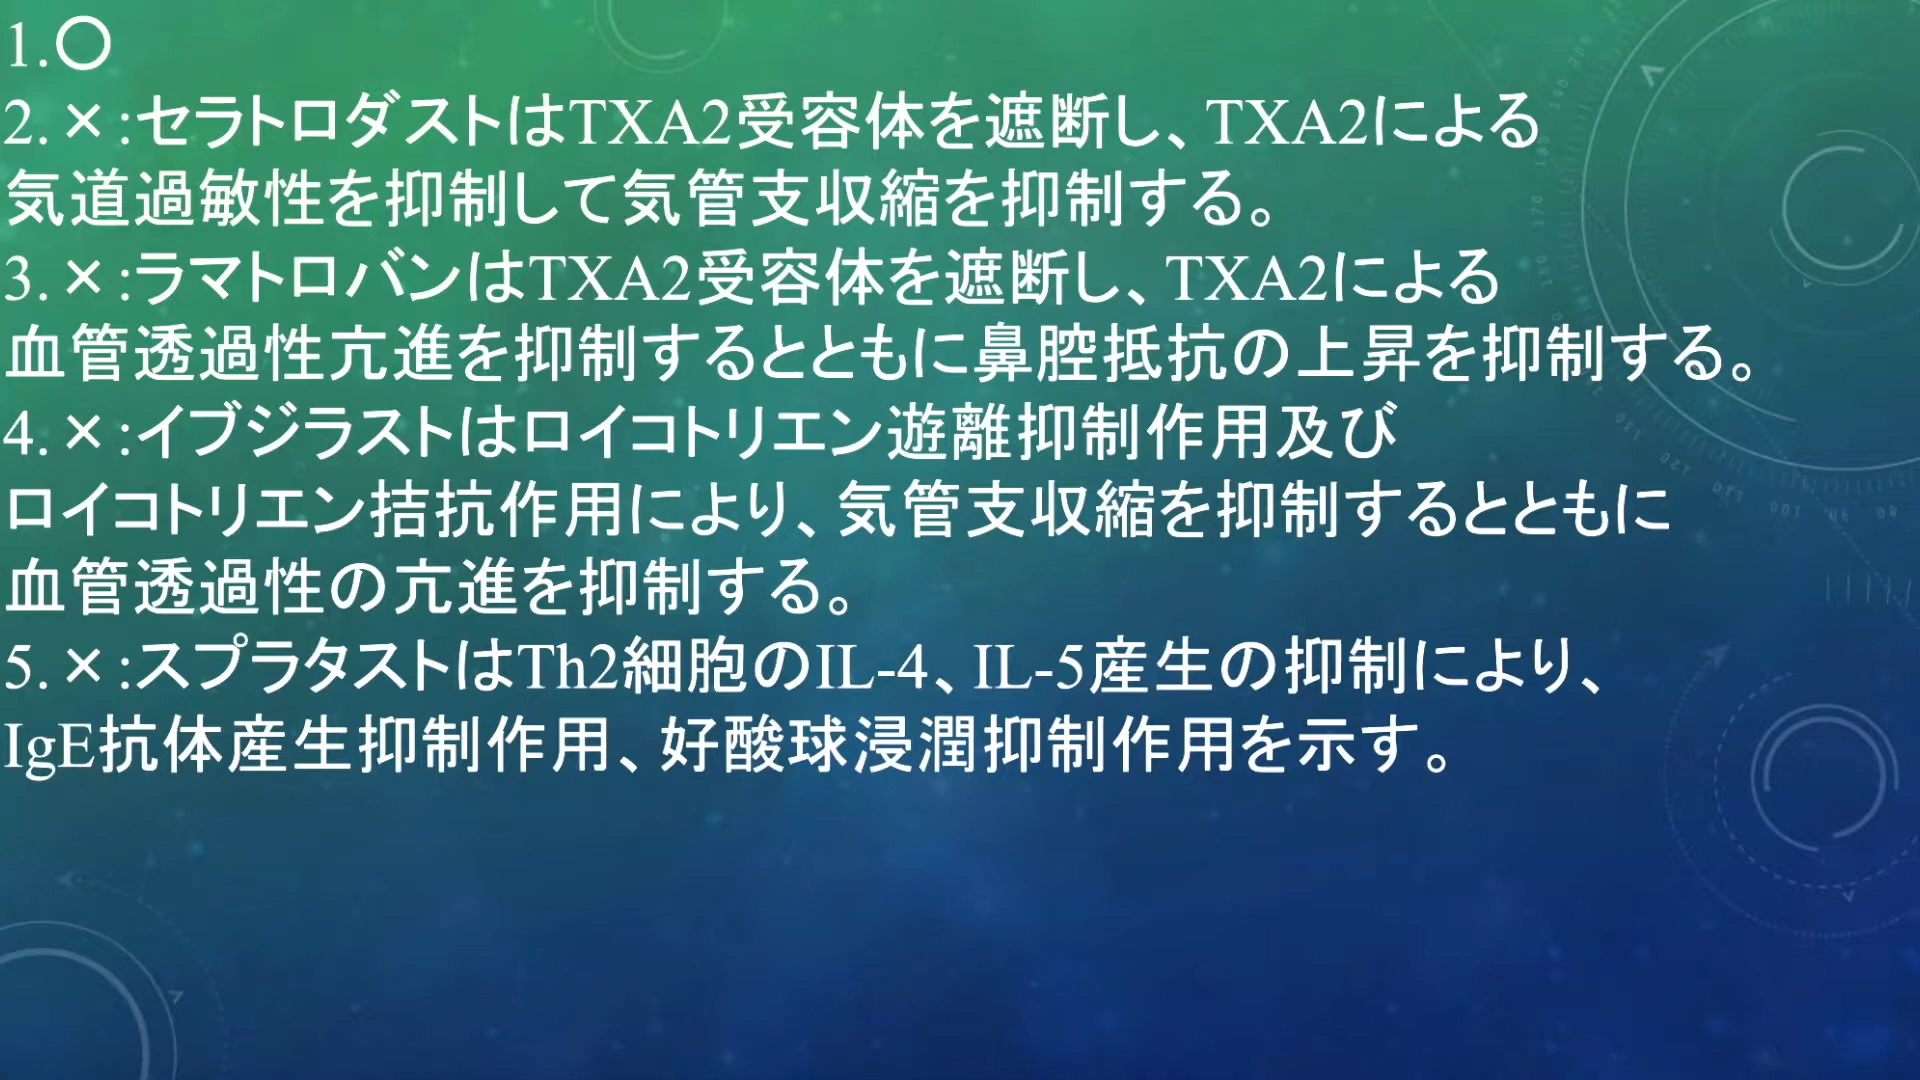 1.○
2.×:セラトロダストはTXA2受容体を遮断し、TXA2による
気道過敏性を抑制して気管支収縮を抑制する。
3.×:ラマトロバンはTXA2受容体を遮断し、TXA2による
血管透過性亢進を抑制するとともに鼻腔抵抗の上昇を抑制する。
4.×:イブジラストはロイコトリエン遊離抑制作用及び
ロイコトリエン拮抗作用により、気管支収縮を抑制するとともに
血管透過性の亢進を抑制する。
5.×:スプラタストはTh2細胞のIL-4、IL-5産生の抑制により、
IgE抗体産生抑制作用、好酸球浸潤抑制作用を示す。